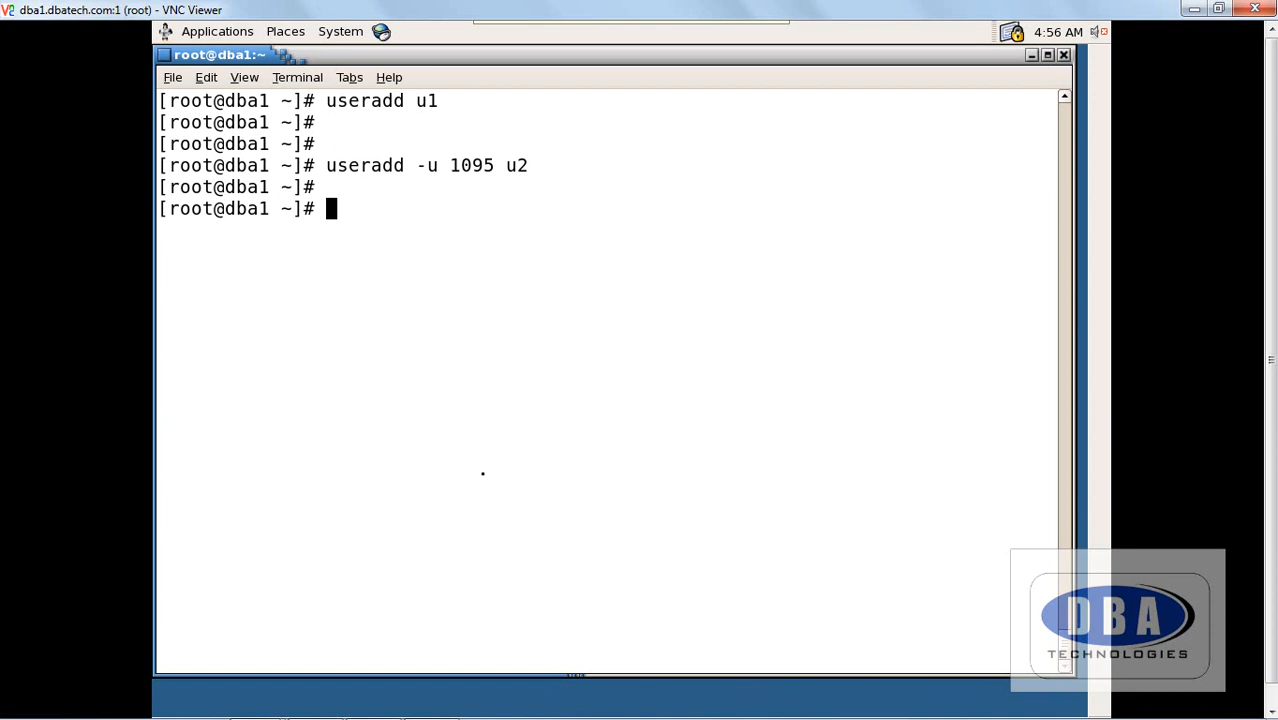 dba1.dbatech.com:1 (root) - VNC Viewer
Applications Places System 4:56 AM
root@dba1:~
File Edit View Terminal Tabs Help
[root@dba1 ~]# useradd u1
[root@dba1 ~]#
[root@dba1 ~]#
[root@dba1 ~]# useradd -u 1095 u2
[root@dba1 ~]#
[root@dba1 ~]#
DBA
TECHNOLOGIES